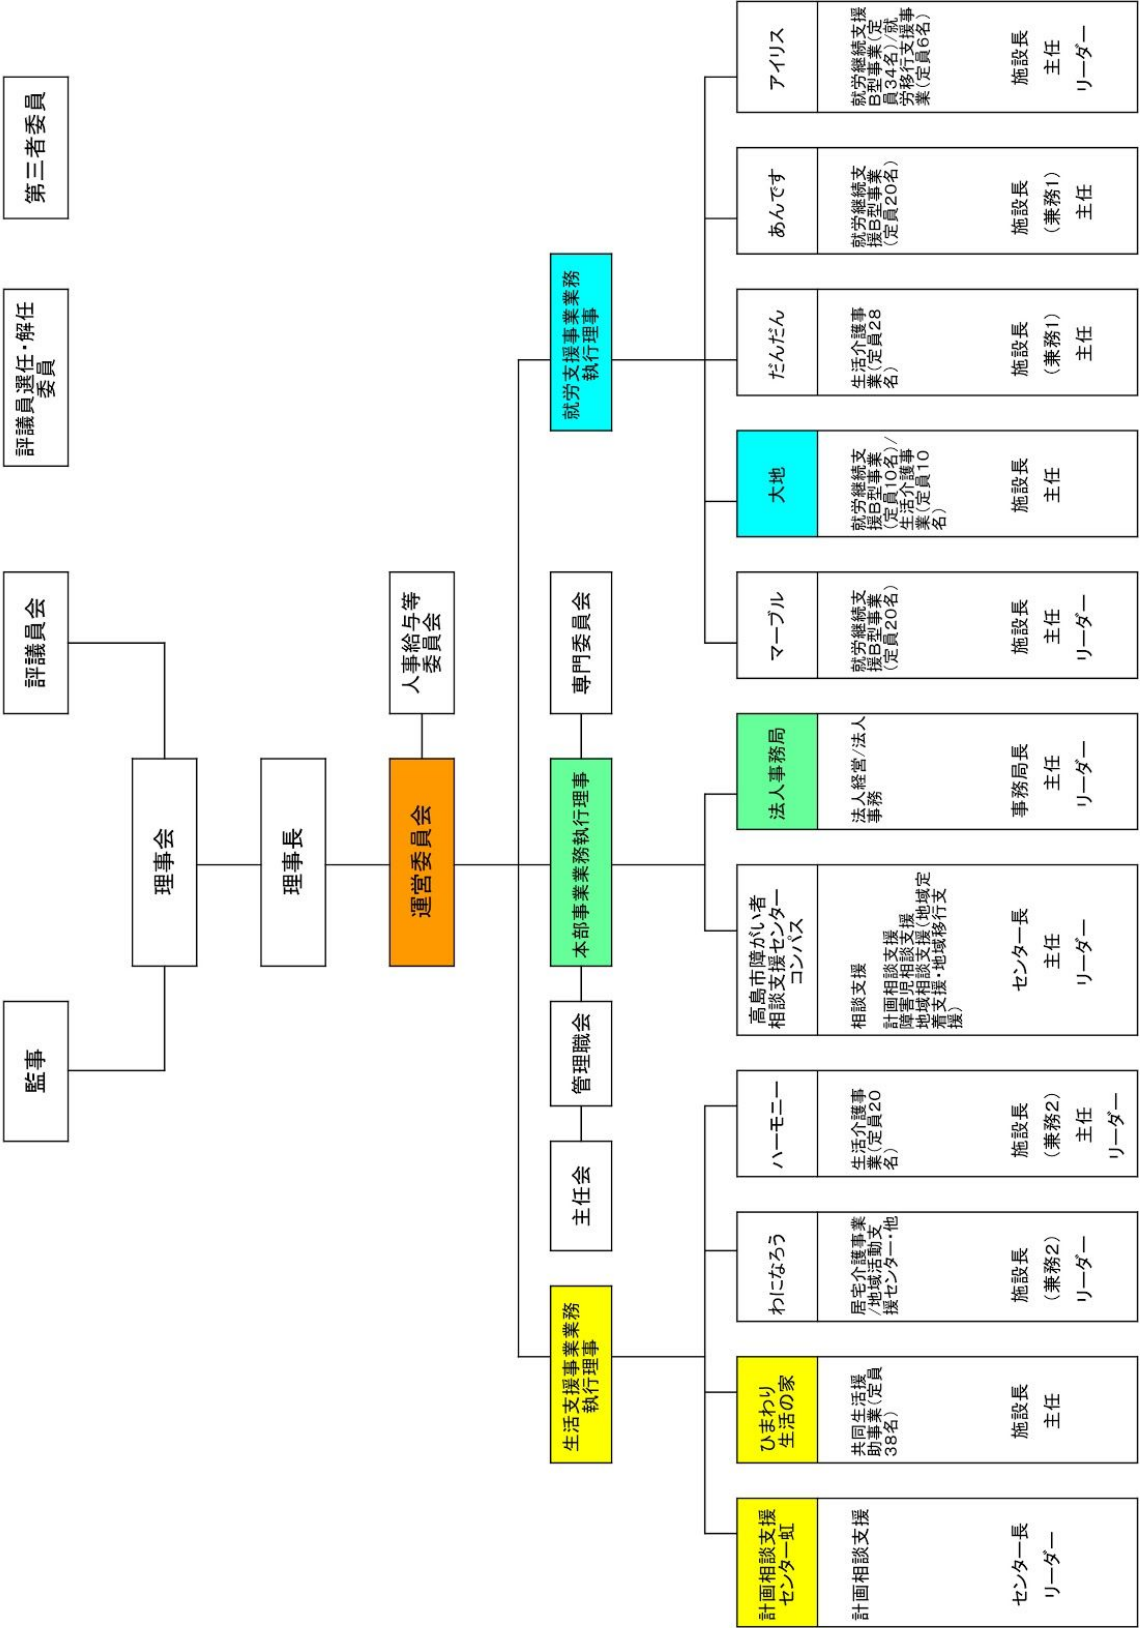 監事
評議員会
評議員選任・解任
委員
第三者委員
理事会
理事長
運営委員会
人事給与等
委員会
生活支援事業業務
執行理事
主任会
管理職会
本部事業業務執行理事
専門委員会
就労支援事業業務
執行理事
計画相談支援
センター虹
計画相談支援
センター長
リーダー
ひまわり
生活の家
共同生活援
助事業(定員
38名)
施設長
主任
わになろう
居宅介護事業
/地域活動支
援センター・他
施設長
(兼務2)
リーダー
ハーモニー
生活介護事
業(定員20
名)
施設長
(兼務2)
主任
リーダー
高島市障がい者
相談支援センター
コンパス
相談支援
計画相談支援
障害児相談支援
地域相談支援(地域定
着支援・地域移行支
援)
センター長
主任
リーダー
法人事務局
法人経営/法人
事務
事務局長
主任
リーダー
マーブル
就労継続支
援B型事業
(定員20名)
施設長
主任
リーダー
大地
就労継続支
援B型事業
(定員10名)/
生活介護事
業(定員10
名)
施設長
主任
だんだん
生活介護事
業(定員28
名)
施設長
(兼務1)
主任
あんです
就労継続支
援B型事業
(定員20名)
施設長
(兼務1)
主任
アイリス
就労継続支援
B型事業(定
員34名)/就
労移行支援事
業(定員6名)
施設長
主任
リーダー